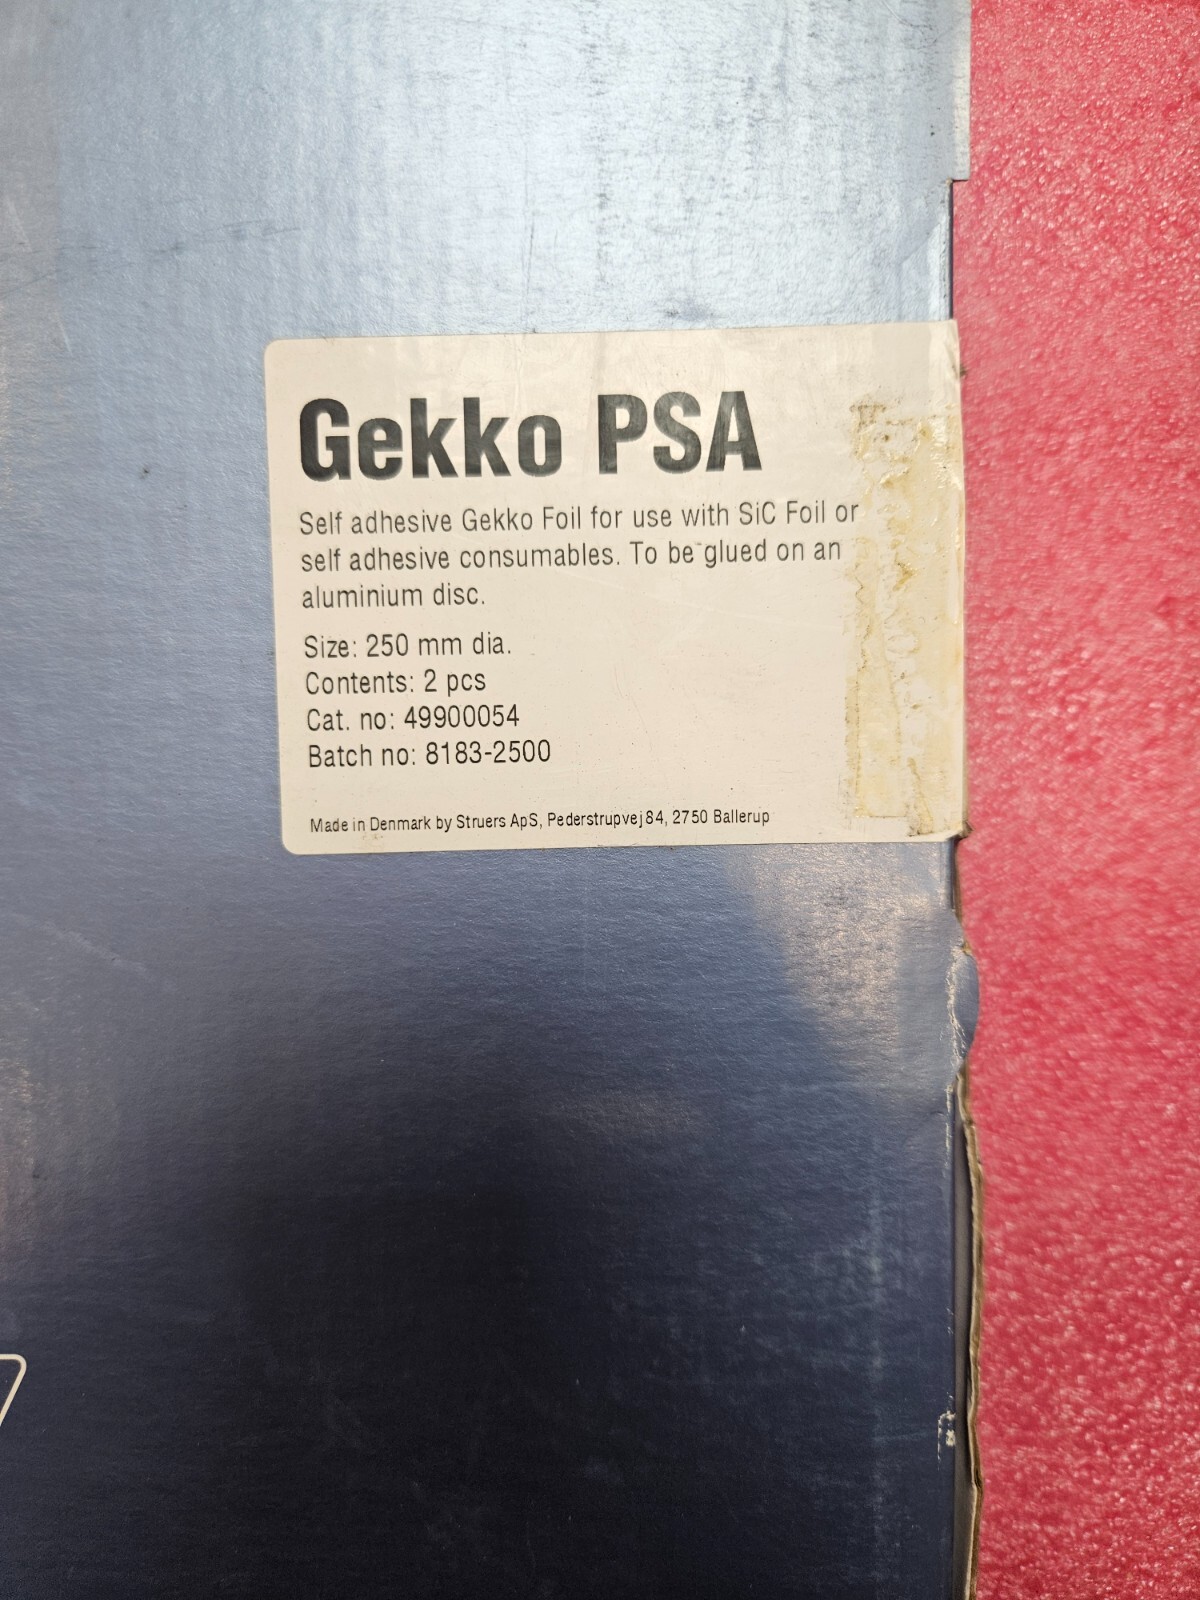 Gekko PSA
Self adhesive Gekko Foil for use with SiC Foil or
self adhesive consumables. To be glued on an
aluminium disc.
Size: 250 mm dia.
Contents: 2 pcs
Cat. no: 49900054
Batch no: 8183-2500
Made in Denmark by Struers ApS, Pederstrupvej 84, 2750 Ballerup